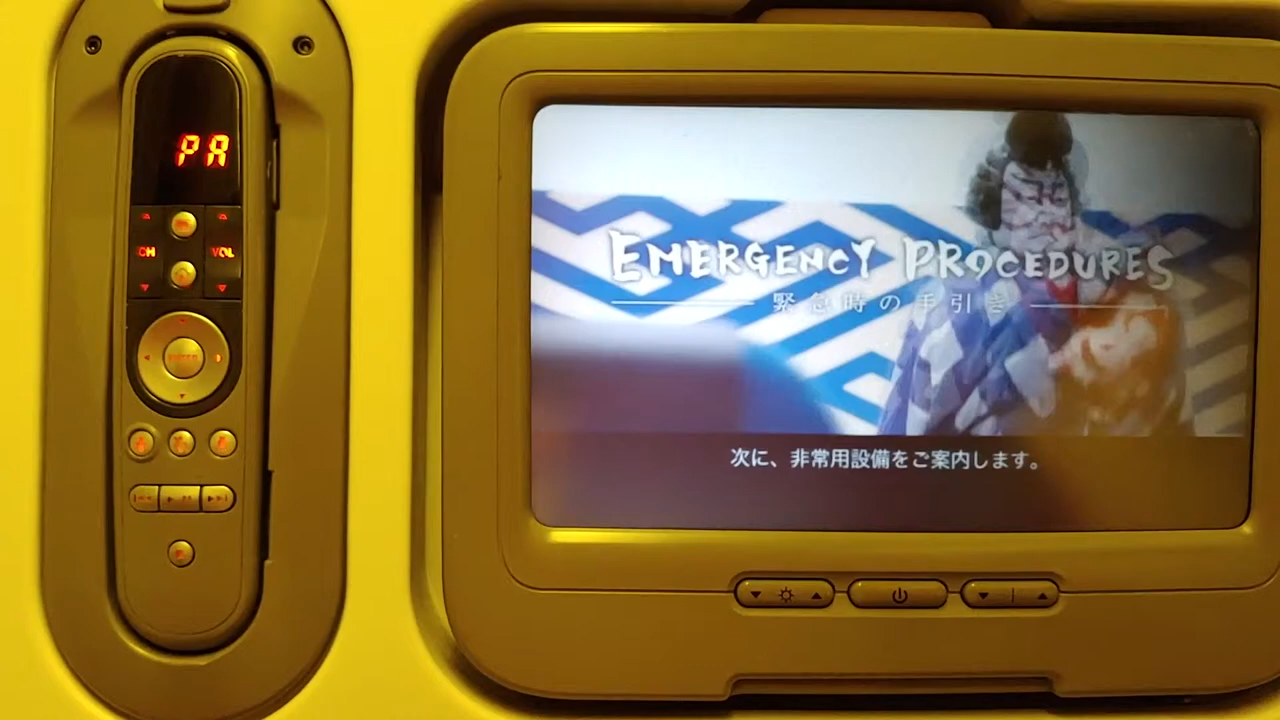 PA
CH
VOL
ENTER
EMERGENCY PROCEDURES
緊急時の手引き
次に、非常用設備をご案内します。